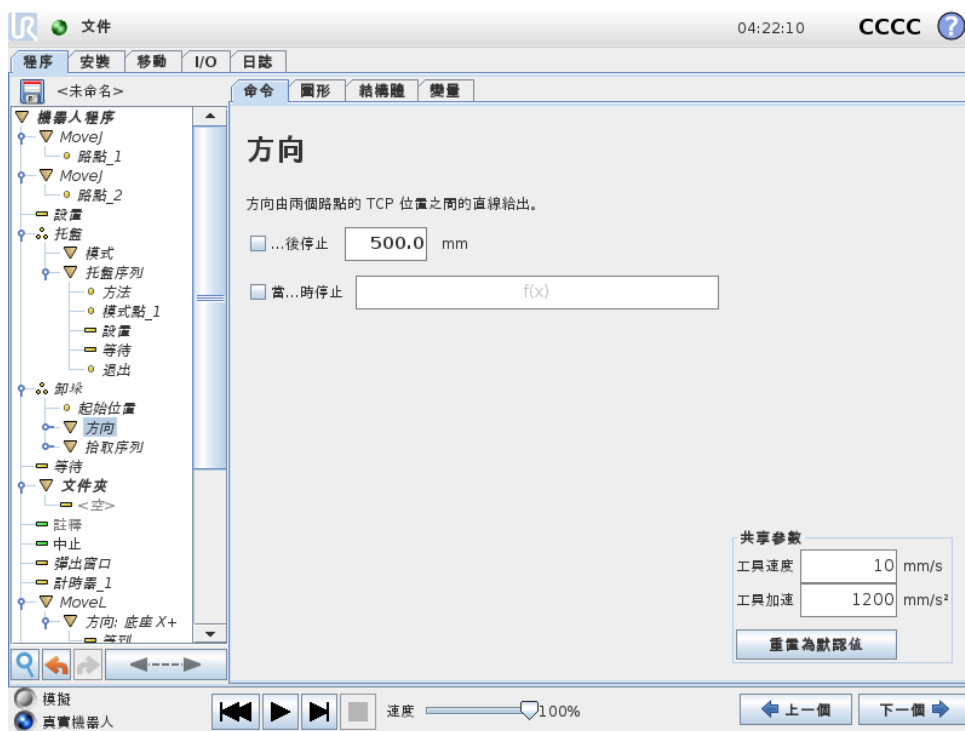 UR 文件 04:22:10 CCCC ?
程序 安裝 移動 I/O 日誌
<未命名>
命令 圖形 結構體 變量
機器人程序
MoveJ
路點_1
MoveJ
路點_2
設置
托盤
模式
托盤序列
方法
模式點_1
設置
等待
退出
卸垛
起始位置
方向
拾取序列
等待
文件夾
<空>
註釋
中止
彈出窗口
計時器_1
MoveL
方向: 底座 X+
等到
方向
方向由兩個路點的 TCP 位置之間的直線給出。
...後停止 500.0 mm
當...時停止 f(x)
共享參數
工具速度 10 mm/s
工具加速 1200 mm/s²
重置為默認值
模擬
真實機器人
速度 100%
上一個 下一個